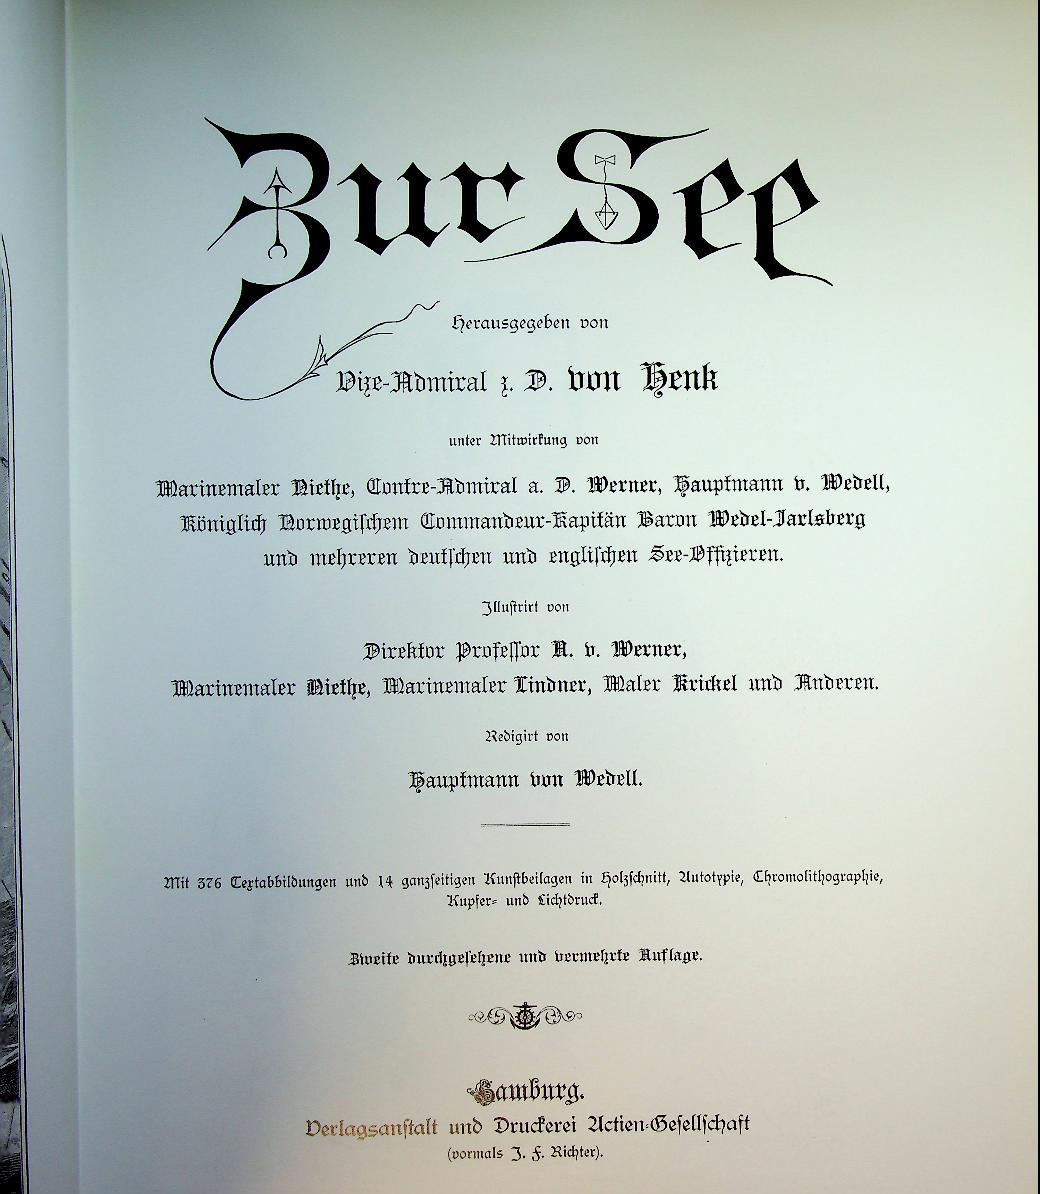 Zur See
Herausgegeben von
Vize-Admiral z. D. von Henk
unter Mitwirkung von
Marinemaler Niethe, Contre-Admiral a. D. Werner, Hauptmann v. Wedell,
Königlich Norwegischem Commandeur-Kapitän Baron Wedel-Jarlsberg
und mehreren deutschen und englischen See-Offizieren.
Illustrirt von
Direktor Professor A. v. Werner,
Marinemaler Niethe, Marinemaler Lindner, Maler Krickel und Anderen.
Redigirt von
Hauptmann von Wedell.
Mit 376 Textabbildungen und 14 ganzseitigen Kunstbeilagen in Holzschnitt, Autotypie, Chromolithographie,
Kupfer- und Lichtdruck.
Zweite durchgesehene und vermehrte Auflage.
Hamburg.
Verlagsanstalt und Druckerei Actien-Gesellschaft
(vormals J. F. Richter).